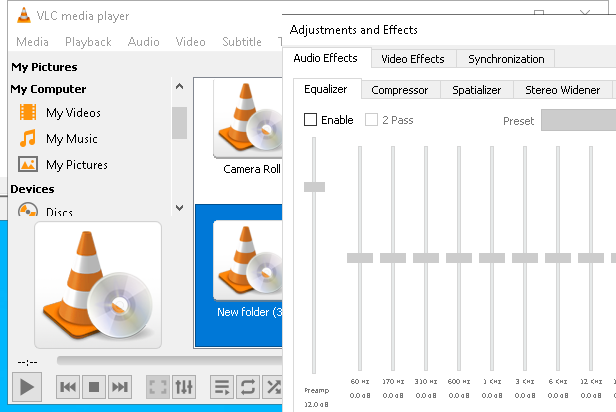 VLC media player
Media Playback Audio Video Subtitle
My Pictures
My Computer
My Videos
My Music
My Pictures
Devices
Discs
Camera Roll
New folder (3
--:--
Adjustments and Effects
Audio Effects Video Effects Synchronization
Equalizer Compressor Spatializer Stereo Widener
Enable 2 Pass Preset
60 Hz 170 Hz 310 Hz 600 Hz 1 KHz 3 KHz 6 KHz 12 KHz
Preamp 0.0 dB 0.0 dB 0.0 dB 0.0 dB 0.0 dB 0.0 dB 0.0 dB 0.0 dB
12.0 dB